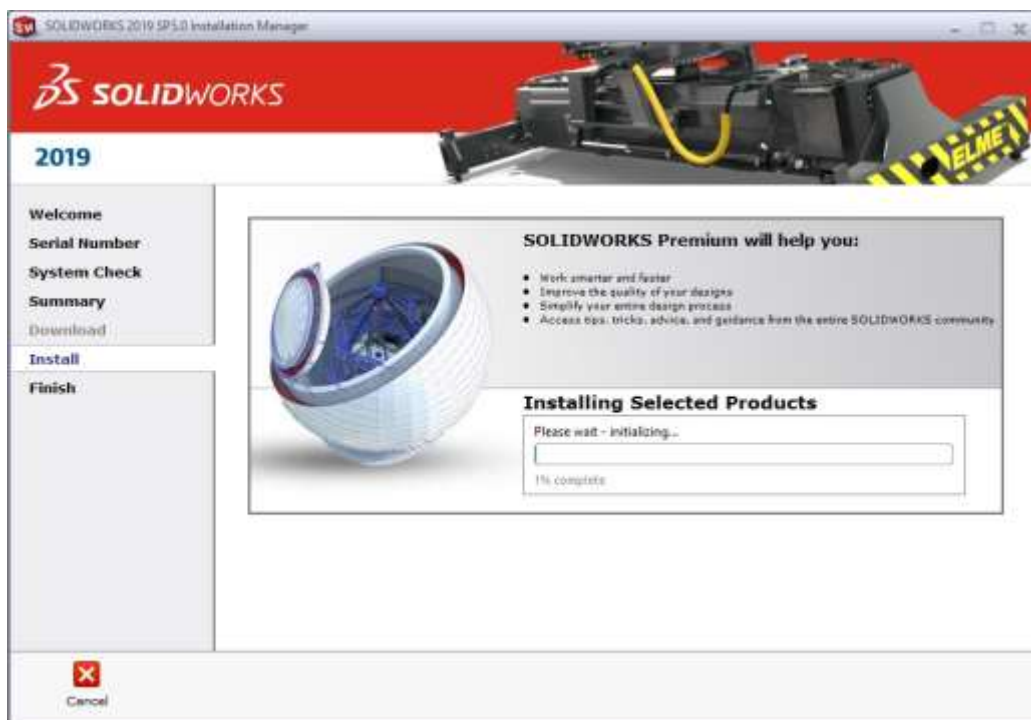 SOLIDWORKS 2019 SP5.0 Installation Manager
3S SOLIDWORKS
ELME
2019
Welcome
Serial Number
System Check
Summary
Download
Install
Finish
SOLIDWORKS Premium will help you:
• Work smarter and faster
• Improve the quality of your designs
• Simplify your entire design process
• Access tips, tricks, advice, and guidance from the entire SOLIDWORKS community
Installing Selected Products
Please wait - initializing...
1% complete
Cancel